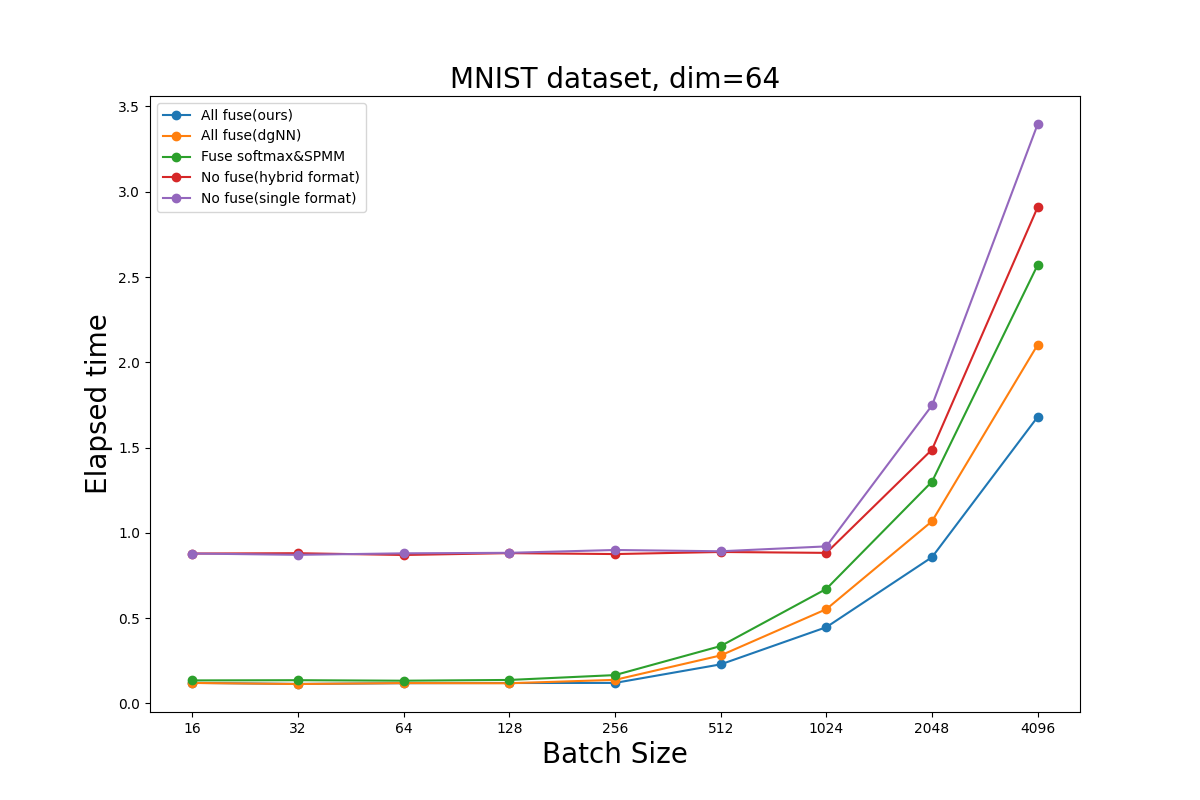 MNIST dataset, dim=64
All fuse(ours)
All fuse(dgNN)
Fuse softmax&SPMM
No fuse(hybrid format)
No fuse(single format)
Elapsed time
3.5
3.0
2.5
2.0
1.5
1.0
0.5
0.0
16 32 64 128 256 512 1024 2048 4096
Batch Size